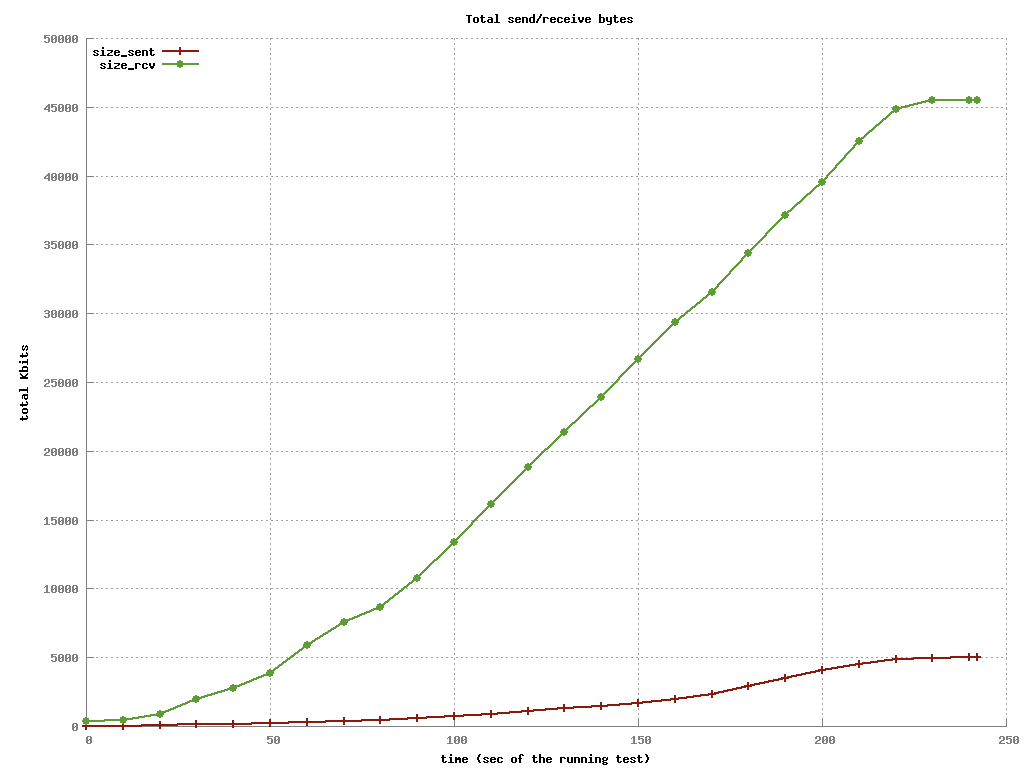 Total send/receive bytes
50000
size_sent
size_rcv
45000
40000
35000
30000
total Kbits
25000
20000
15000
10000
5000
0
0 50 100 150 200 250
time (sec of the running test)